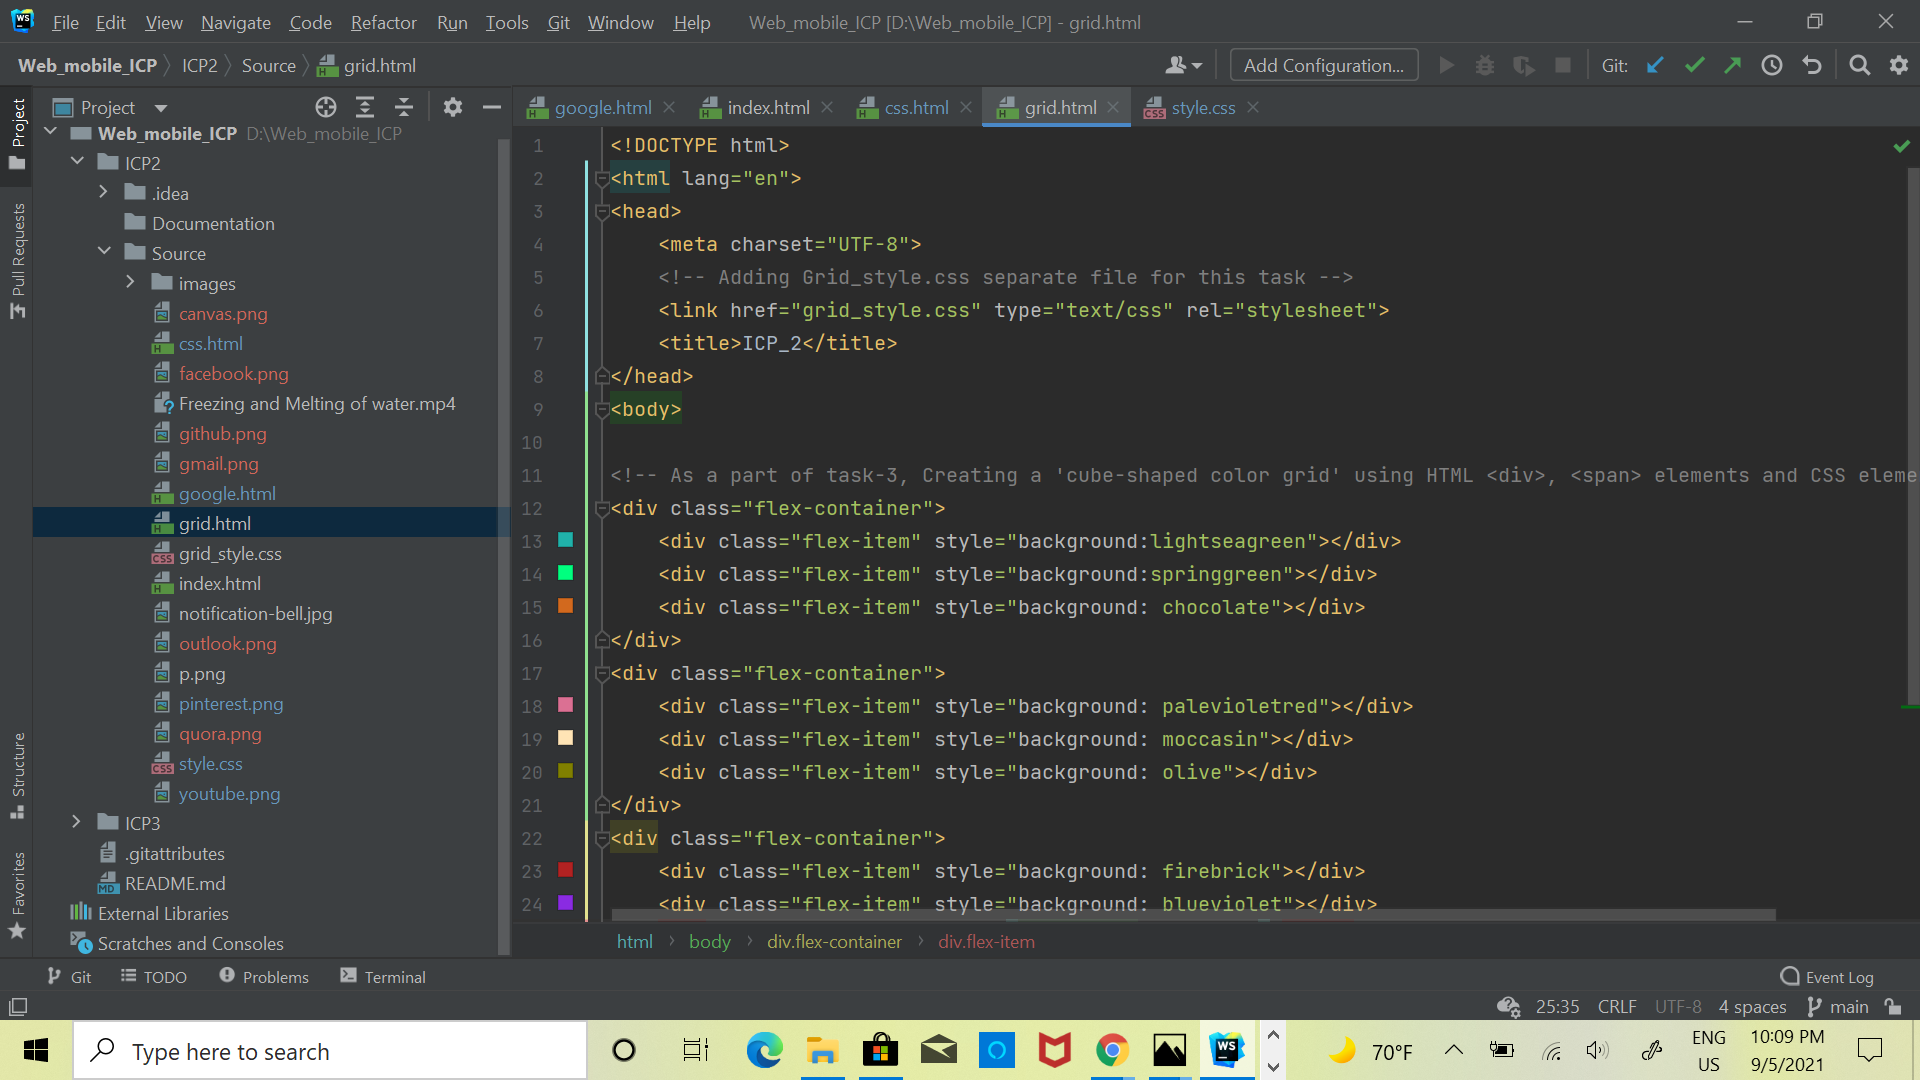 WS File Edit View Navigate Code Refactor Run Tools Git Window Help Web_mobile_ICP [D:\Web_mobile_ICP] - grid.html
Web_mobile_ICP ICP2 Source grid.html Add Configuration... Git:
Project
google.html index.html css.html grid.html style.css
Web_mobile_ICP D:\Web_mobile_ICP
ICP2
.idea
Documentation
Source
images
canvas.png
css.html
facebook.png
Freezing and Melting of water.mp4
github.png
gmail.png
google.html
grid.html
grid_style.css
index.html
notification-bell.jpg
outlook.png
p.png
pinterest.png
quora.png
style.css
youtube.png
ICP3
.gitattributes
README.md
External Libraries
Scratches and Consoles
Project
Pull Requests
Structure
Favorites
1 <!DOCTYPE html>
2 <html lang="en">
3 <head>
4 <meta charset="UTF-8">
5 <!-- Adding Grid_style.css separate file for this task -->
6 <link href="grid_style.css" type="text/css" rel="stylesheet">
7 <title>ICP_2</title>
8 </head>
9 <body>
10
11 <!-- As a part of task-3, Creating a 'cube-shaped color grid' using HTML <div>, <span> elements and CSS eleme
12 <div class="flex-container">
13 <div class="flex-item" style="background:lightseagreen"></div>
14 <div class="flex-item" style="background:springgreen"></div>
15 <div class="flex-item" style="background: chocolate"></div>
16 </div>
17 <div class="flex-container">
18 <div class="flex-item" style="background: palevioletred"></div>
19 <div class="flex-item" style="background: moccasin"></div>
20 <div class="flex-item" style="background: olive"></div>
21 </div>
22 <div class="flex-container">
23 <div class="flex-item" style="background: firebrick"></div>
24 <div class="flex-item" style="background: blueviolet"></div>
html body div.flex-container div.flex-item
Git TODO Problems Terminal Event Log
25:35 CRLF UTF-8 4 spaces main
Type here to search
WS
70°F
ENG
US
10:09 PM
9/5/2021